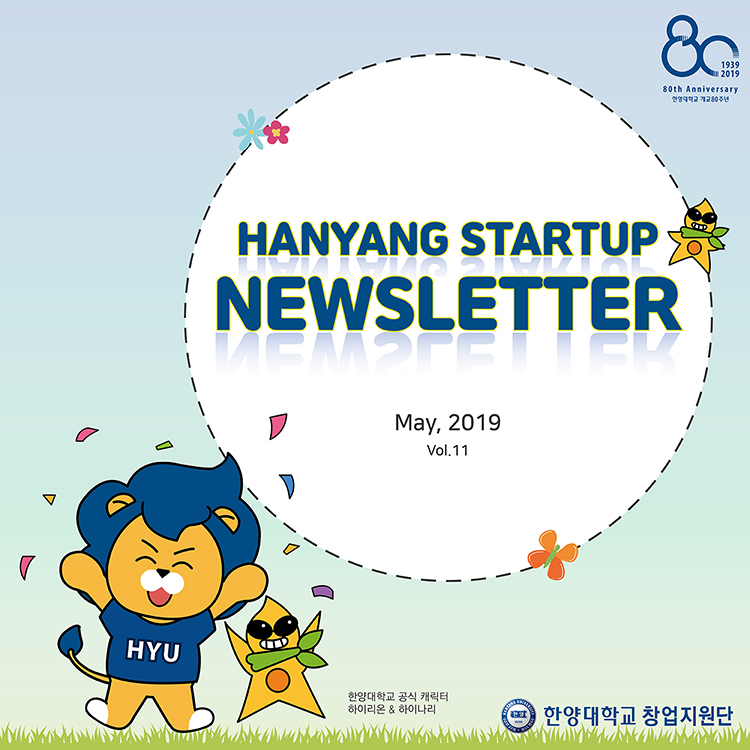 80
1939
2019
80th Anniversary
한양대학교 개교80주년
HANYANG STARTUP
NEWSLETTER
May, 2019
Vol.11
HYU
한양대학교 공식 캐릭터
하이리온 & 하이나리
한양대학교 창업지원단